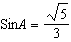 SinA = √5/3